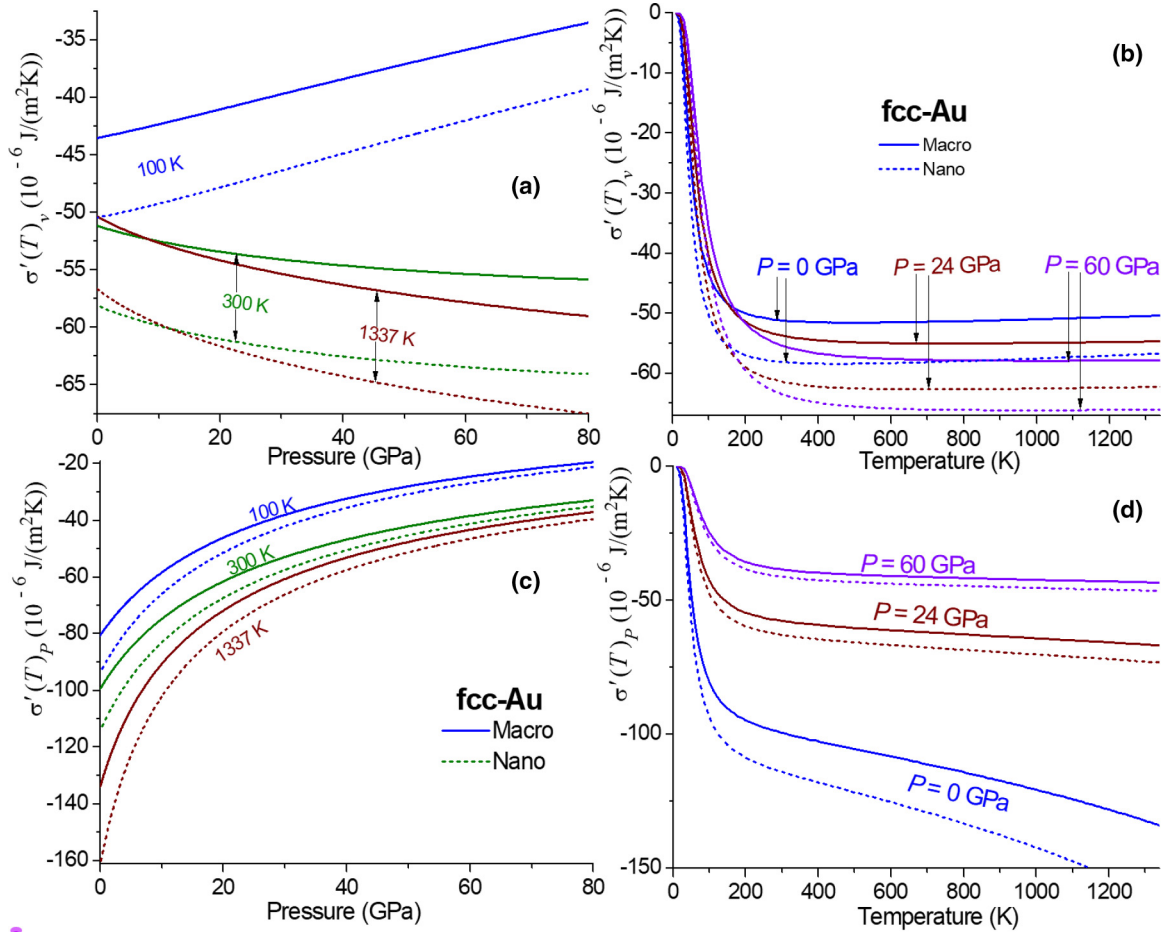 σ′(T)ᵥ (10⁻⁶ J/(m²K))
-35
-40
-45
-50
-55
-60
-65
0 20 40 60 80
Pressure (GPa)
100 K
300 K
1337 K
(a)
σ′(T)ᵥ (10⁻⁶ J/(m²K))
0
-10
-20
-30
-40
-50
-60
0 200 400 600 800 1000 1200
Temperature (K)
(b)
fcc-Au
Macro
Nano
P = 0 GPa
P = 24 GPa
P = 60 GPa
σ′(T)P (10⁻⁶ J/(m²K))
-20
-40
-60
-80
-100
-120
-140
-160
0 20 40 60 80
Pressure (GPa)
100 K
300 K
1337 K
(c)
fcc-Au
Macro
Nano
σ′(T)P (10⁻⁶ J/(m²K))
0
-50
-100
-150
0 200 400 600 800 1000 1200
Temperature (K)
(d)
P = 60 GPa
P = 24 GPa
P = 0 GPa